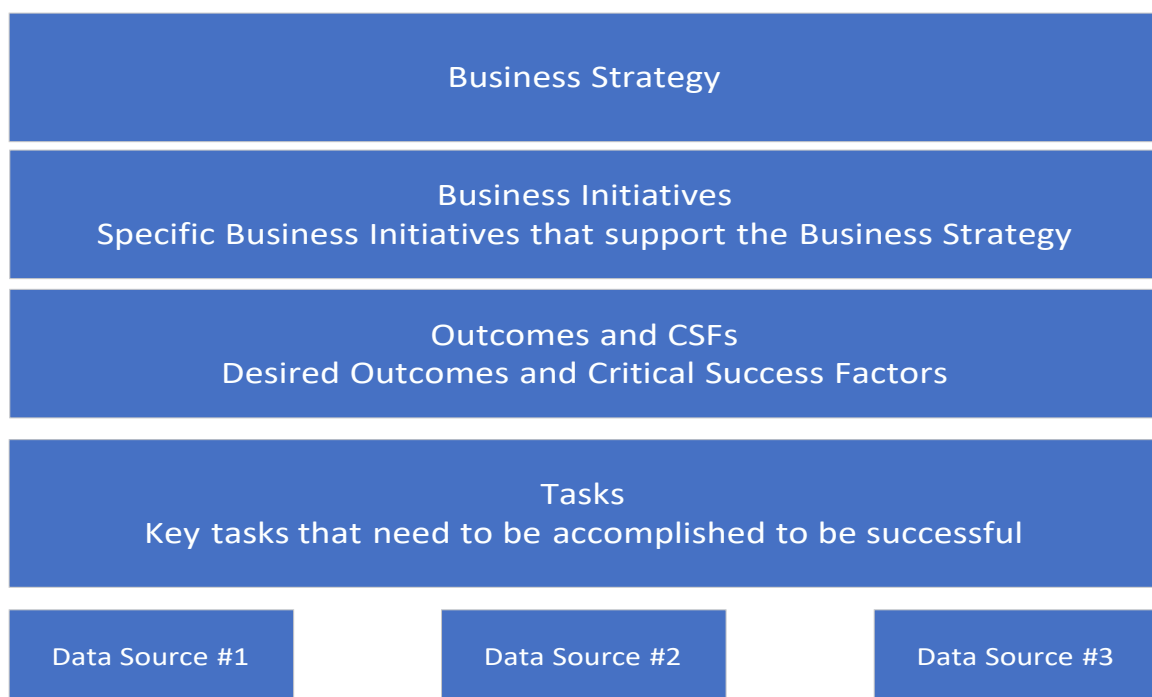 Business Strategy
Business Initiatives
Specific Business Initiatives that support the Business Strategy
Outcomes and CSFs
Desired Outcomes and Critical Success Factors
Tasks
Key tasks that need to be accomplished to be successful
Data Source #1
Data Source #2
Data Source #3